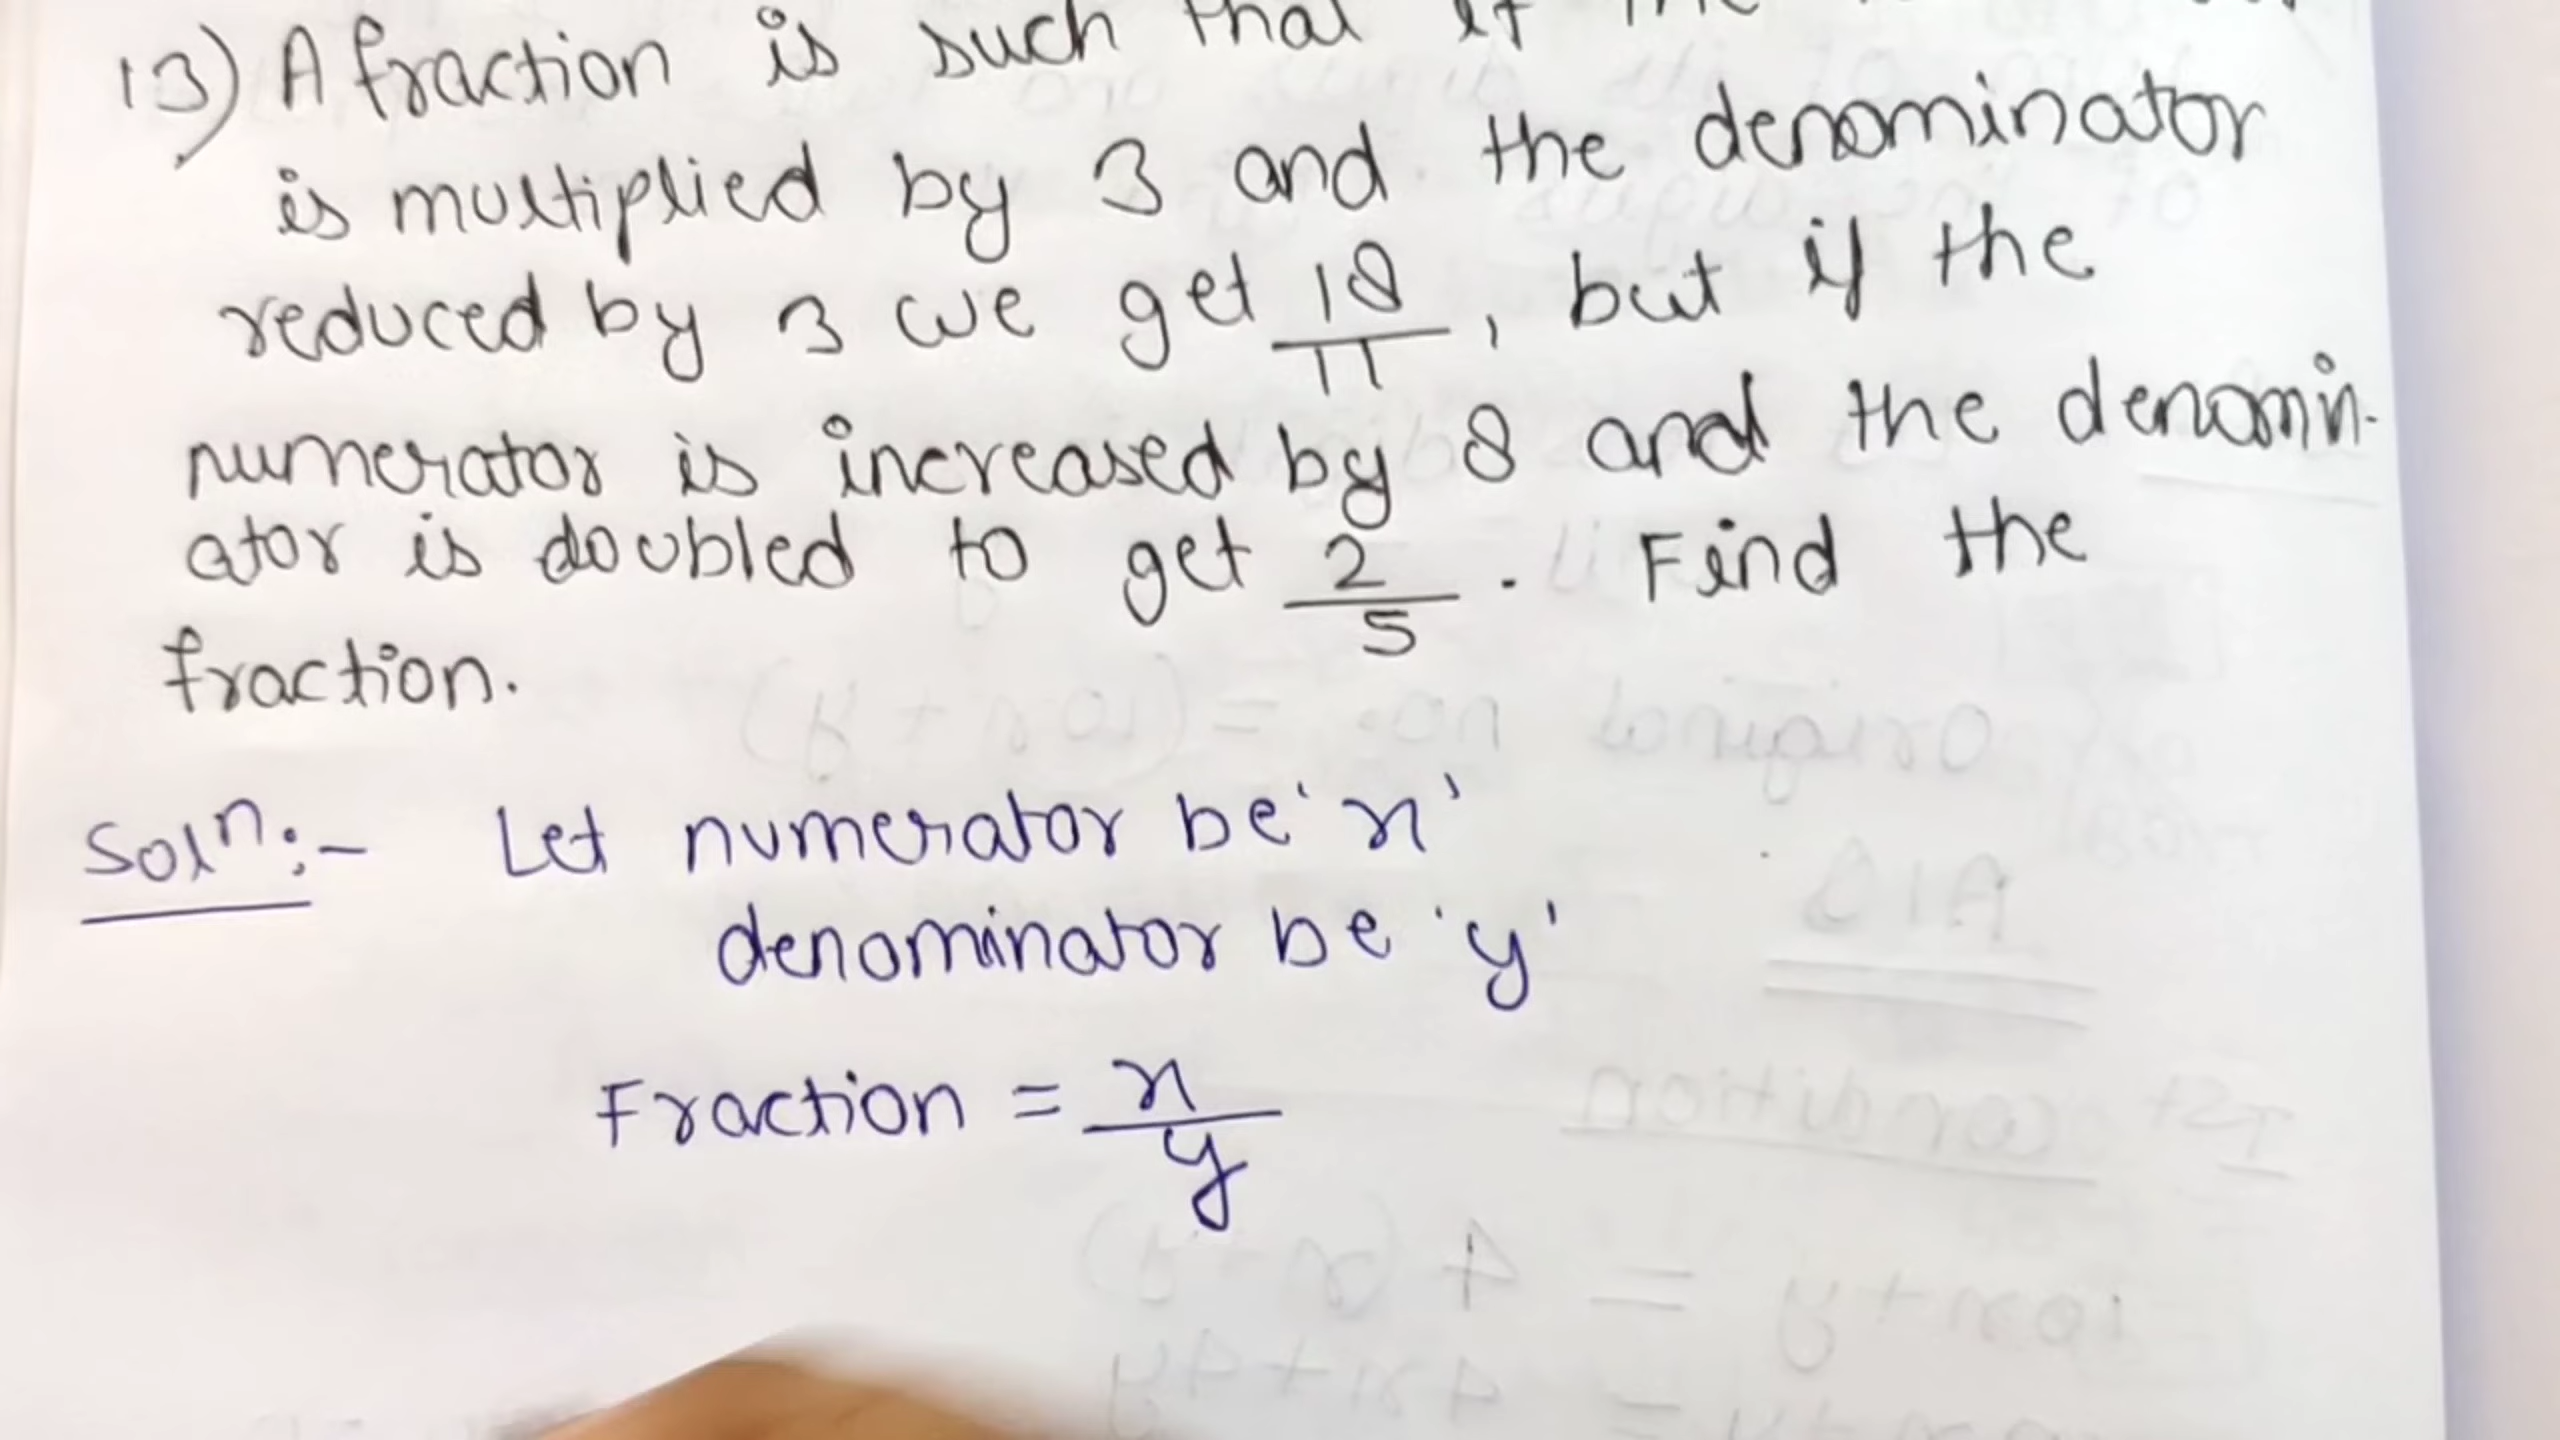 13) A fraction is such that if the
is multiplied by 3 and the denominator
reduced by 3 we get 18/11, but if the
numerator is increased by 8 and the denomin-
ator is doubled to get 2/5. Find the
fraction.
Soln:- Let numerator be 'x'
denominator be 'y'
Fraction = x/y